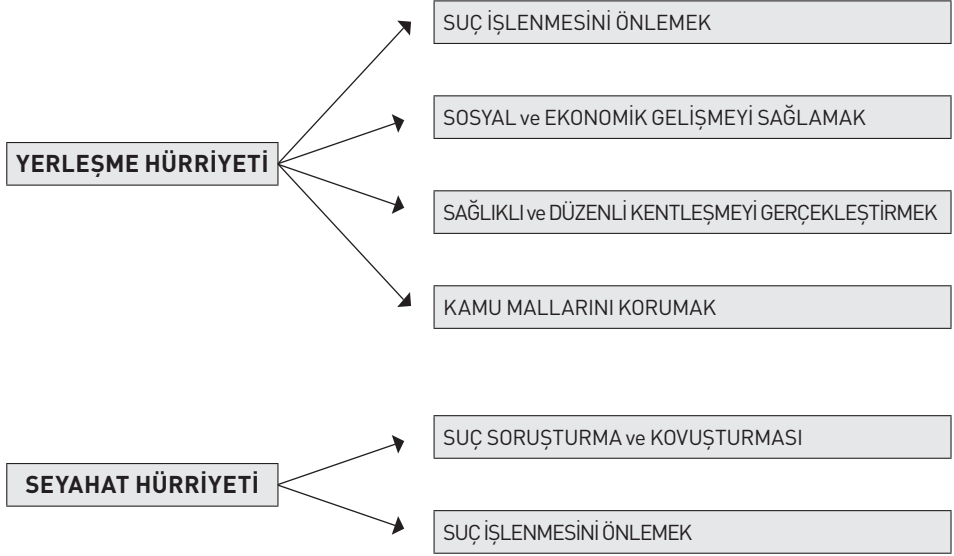 SUÇ İŞLENMESİNİ ÖNLEMEK
SOSYAL ve EKONOMİK GELİŞMEYİ SAĞLAMAK
YERLEŞME HÜRRİYETİ
SAĞLIKLI ve DÜZENLİ KENTLEŞMEYİ GERÇEKLEŞTİRMEK
KAMU MALLARINI KORUMAK
SUÇ SORUŞTURMA ve KOVUŞTURMASI
SEYAHAT HÜRRİYETİ
SUÇ İŞLENMESİNİ ÖNLEMEK